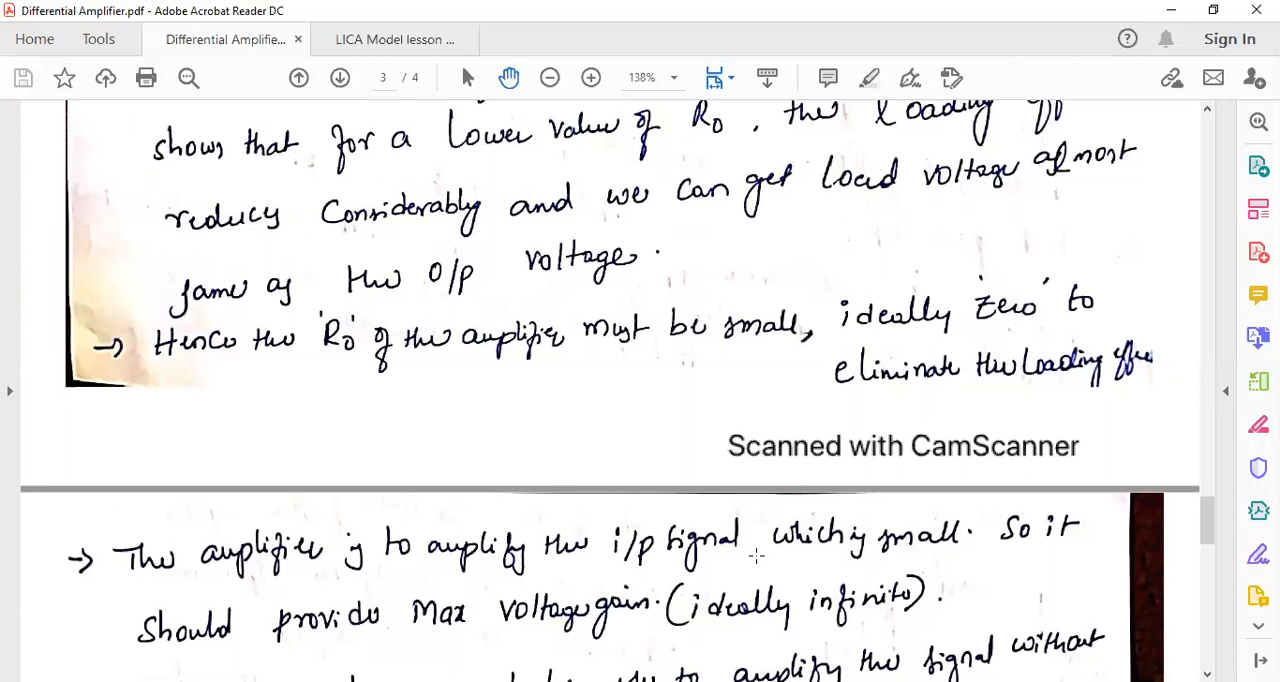 Differential Amplifier.pdf - Adobe Acrobat Reader DC
Home Tools Differential Amplifie... × LICA Model lesson ... Sign In
3 / 4 138%
shows that for a lower value of Ro, the loading
reduces considerably and we can get load voltage almost
same as the o/p voltage.
→ Hence the 'Ro' of the amplifier must be small, ideally 'zero' to
eliminate the loading effe
Scanned with CamScanner
→ The amplifier is to amplify the i/p signal which is small. So it
should provide Max voltage gain. (ideally infinite).
to amplify the signal without